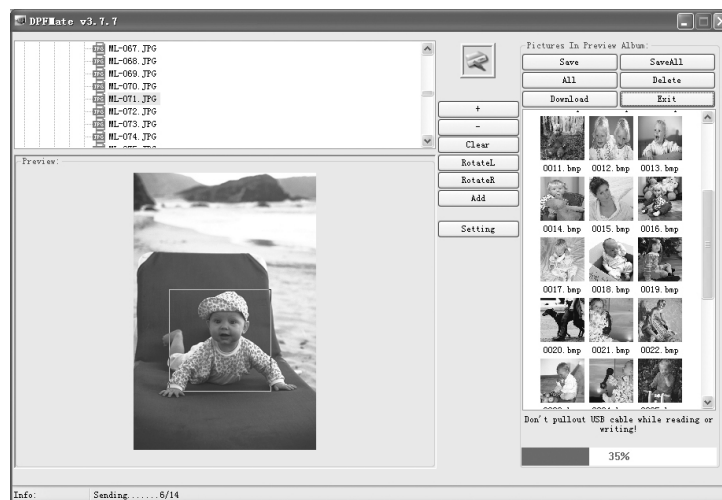 DPFMate v3.7.7
ML-067.JPG
ML-068.JPG
ML-069.JPG
ML-070.JPG
ML-071.JPG
ML-072.JPG
ML-073.JPG
ML-074.JPG
Preview:
+
-
Clear
RotateL
RotateR
Add
Setting
Pictures In Preview Album:
Save SaveAll
All Delete
Download Exit
0011.bmp 0012.bmp 0013.bmp
0014.bmp 0015.bmp 0016.bmp
0017.bmp 0018.bmp 0019.bmp
0020.bmp 0021.bmp 0022.bmp
Don't pullout USB cable while reading or
writing!
35%
Info: Sending.......6/14